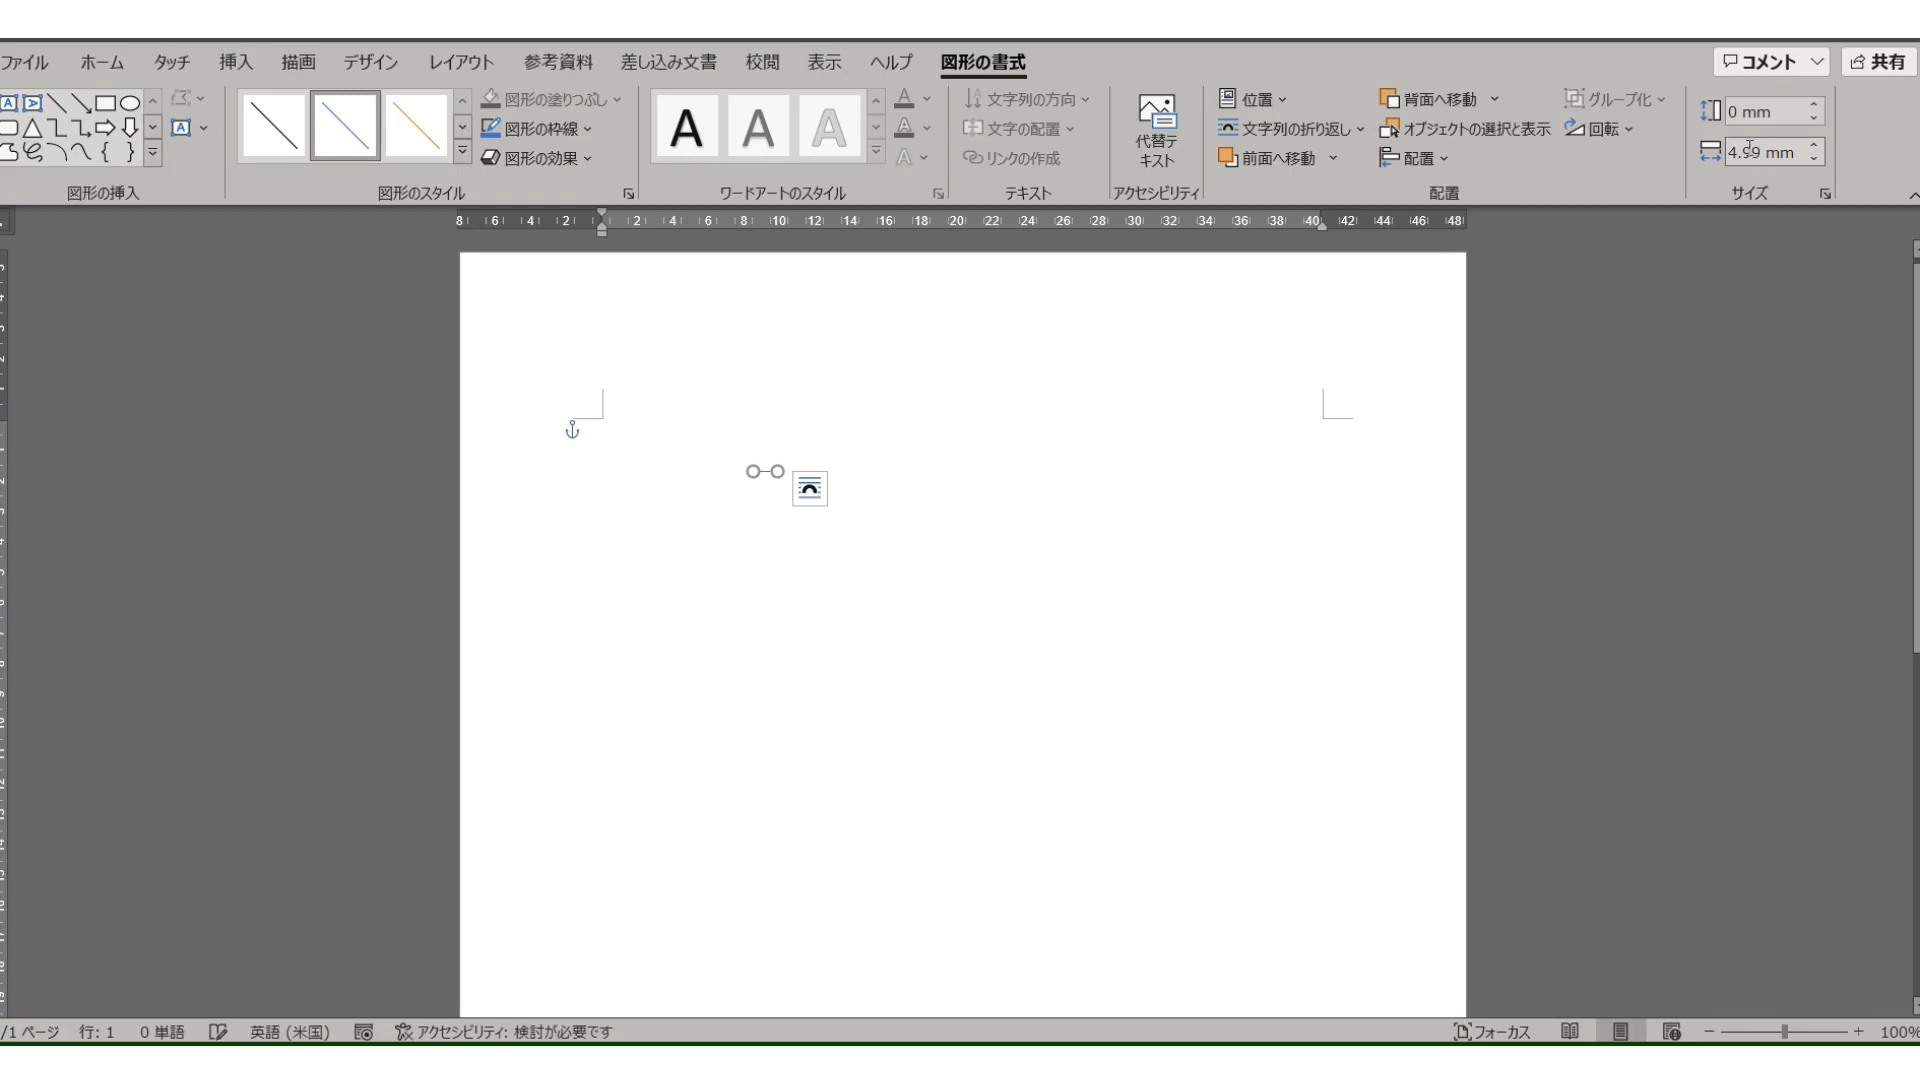 ファイル ホーム タッチ 挿入 描画 デザイン レイアウト 参考資料 差し込み文書 校閲 表示 ヘルプ 図形の書式 コメント 共有
図形の塗りつぶし 文字列の方向 位置 背面へ移動 グループ化 0 mm
図形の枠線 A A A 文字の配置 代替テキスト 文字列の折り返し オブジェクトの選択と表示 回転
図形の効果 リンクの作成 前面へ移動 配置 4.99 mm
図形の挿入 図形のスタイル ワードアートのスタイル テキスト アクセシビリティ 配置 サイズ
8 6 4 2 2 4 6 8 10 12 14 16 18 20 22 24 26 28 30 32 34 36 38 40 42 44 46 48
/1 ページ 行: 1 0 単語 英語 (米国) アクセシビリティ: 検討が必要です フォーカス 100%